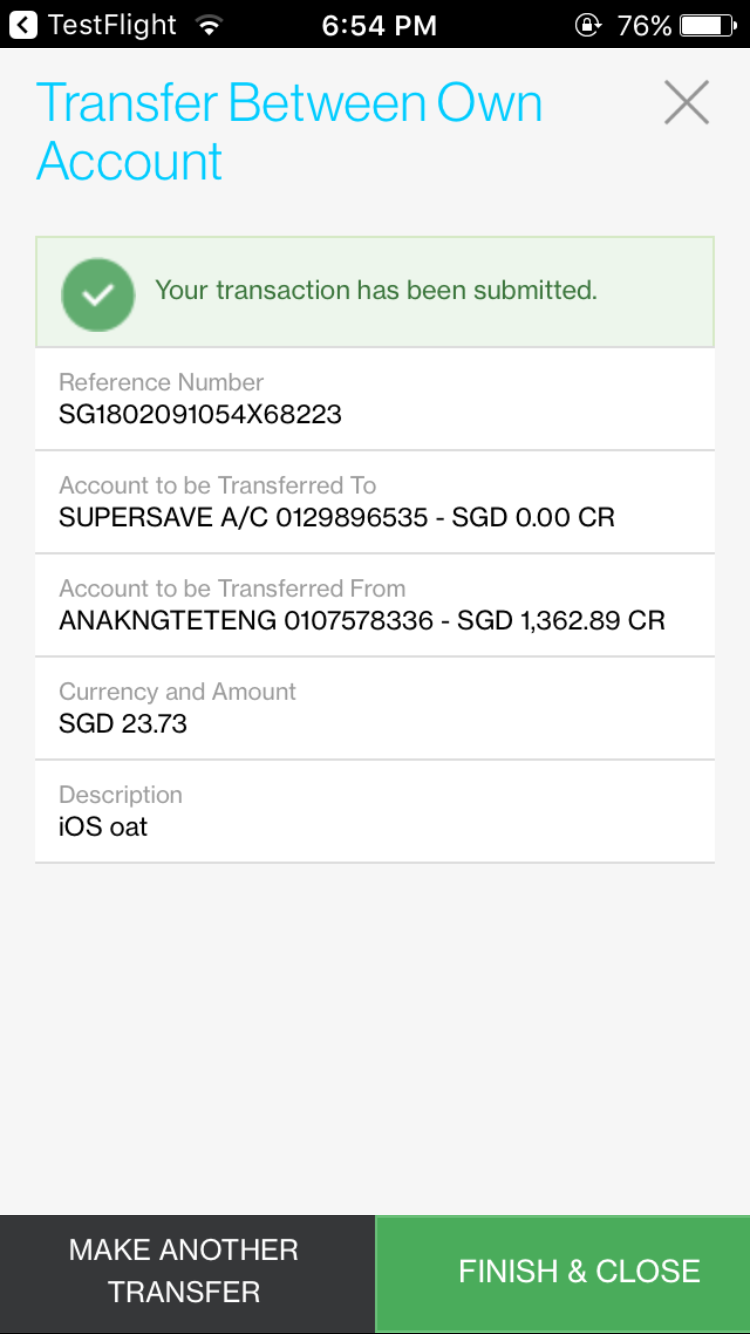 TestFlight 6:54 PM 76%
Transfer Between Own
Account
Your transaction has been submitted.
Reference Number
SG1802091054X68223
Account to be Transferred To
SUPERSAVE A/C 0129896535 - SGD 0.00 CR
Account to be Transferred From
ANAKNGTETENG 0107578336 - SGD 1,362.89 CR
Currency and Amount
SGD 23.73
Description
iOS oat
MAKE ANOTHER
TRANSFER
FINISH & CLOSE